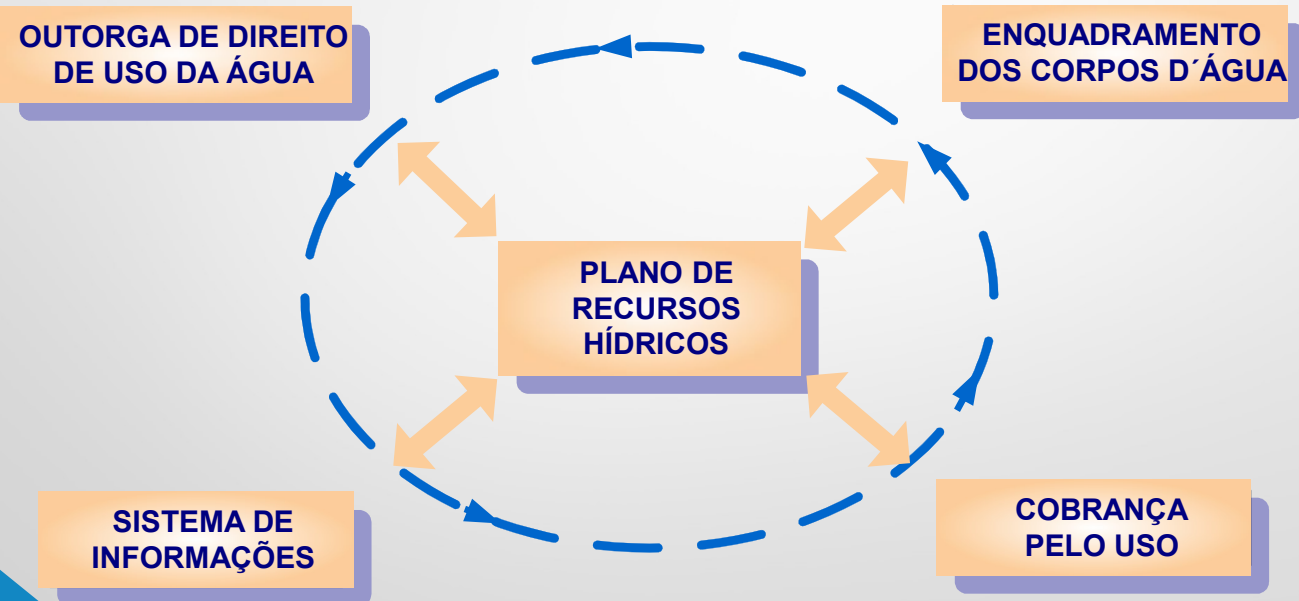 OUTORGA DE DIREITO
DE USO DA ÁGUA
ENQUADRAMENTO
DOS CORPOS D´ÁGUA
PLANO DE
RECURSOS
HÍDRICOS
SISTEMA DE
INFORMAÇÕES
COBRANÇA
PELO USO